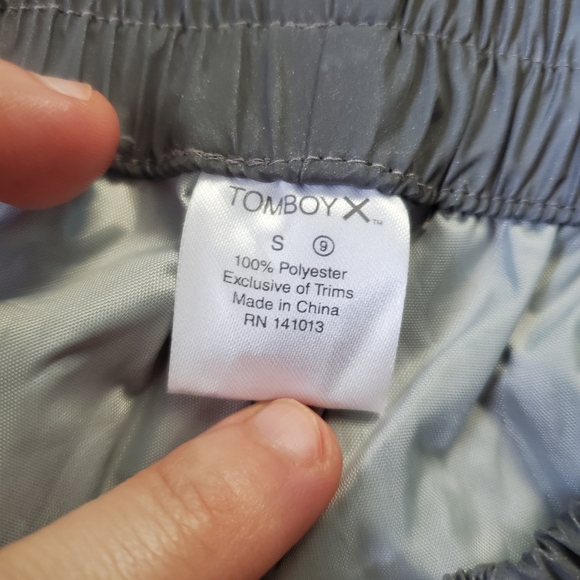 TOMBOYX™
S ⑨
100% Polyester
Exclusive of Trims
Made in China
RN 141013